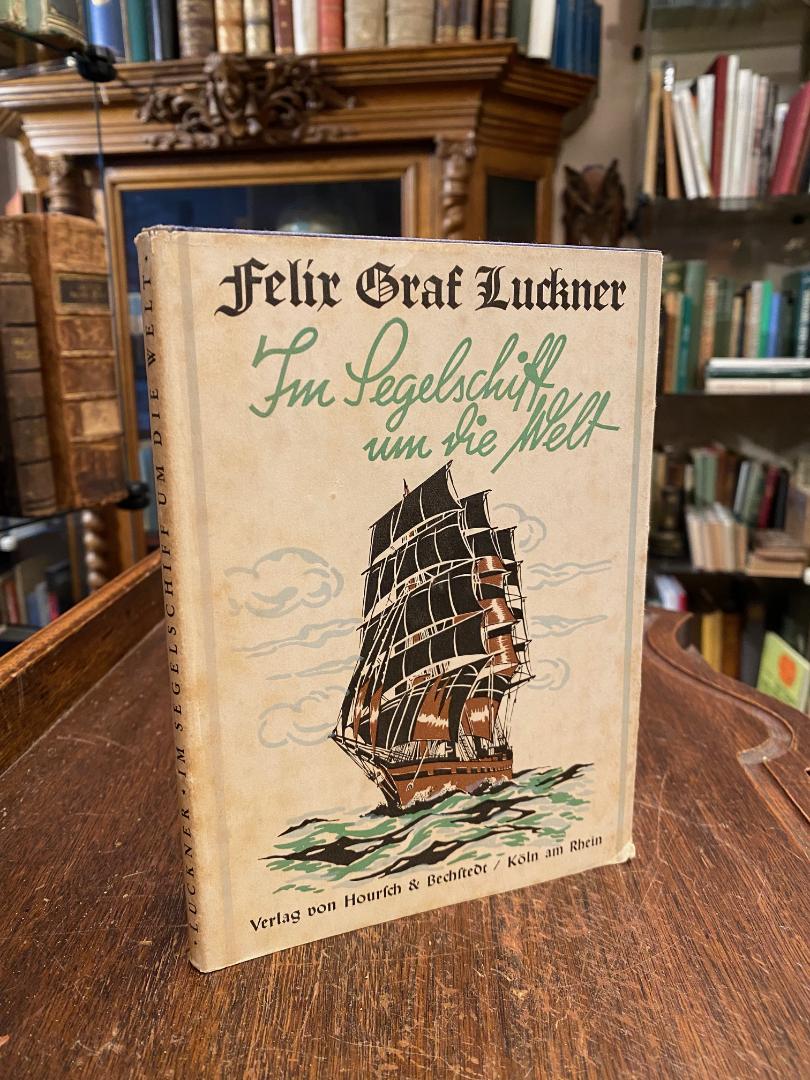 Felix Graf Luckner
Im Segelschiff
um die Welt
Verlag von Hoursch & Bechstedt / Köln am Rhein
· LUCKNER · IM SEGELSCHIFF UM DIE WELT ·